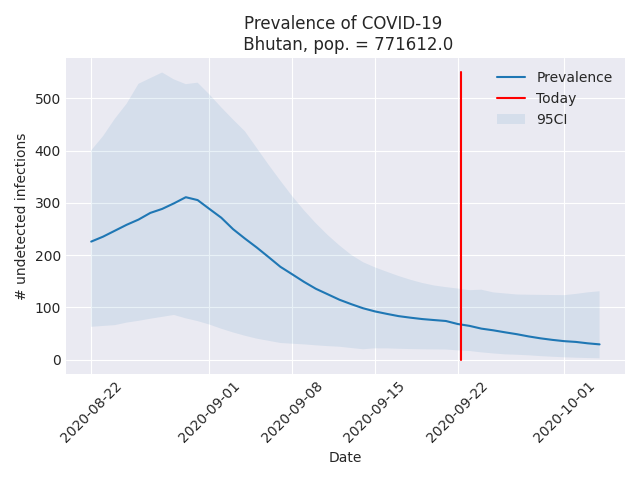 Prevalence of COVID-19
Bhutan, pop. = 771612.0
Prevalence
Today
95CI
# undetected infections
500
400
300
200
100
0
2020-08-22
2020-09-01
2020-09-08
2020-09-15
2020-09-22
2020-10-01
Date